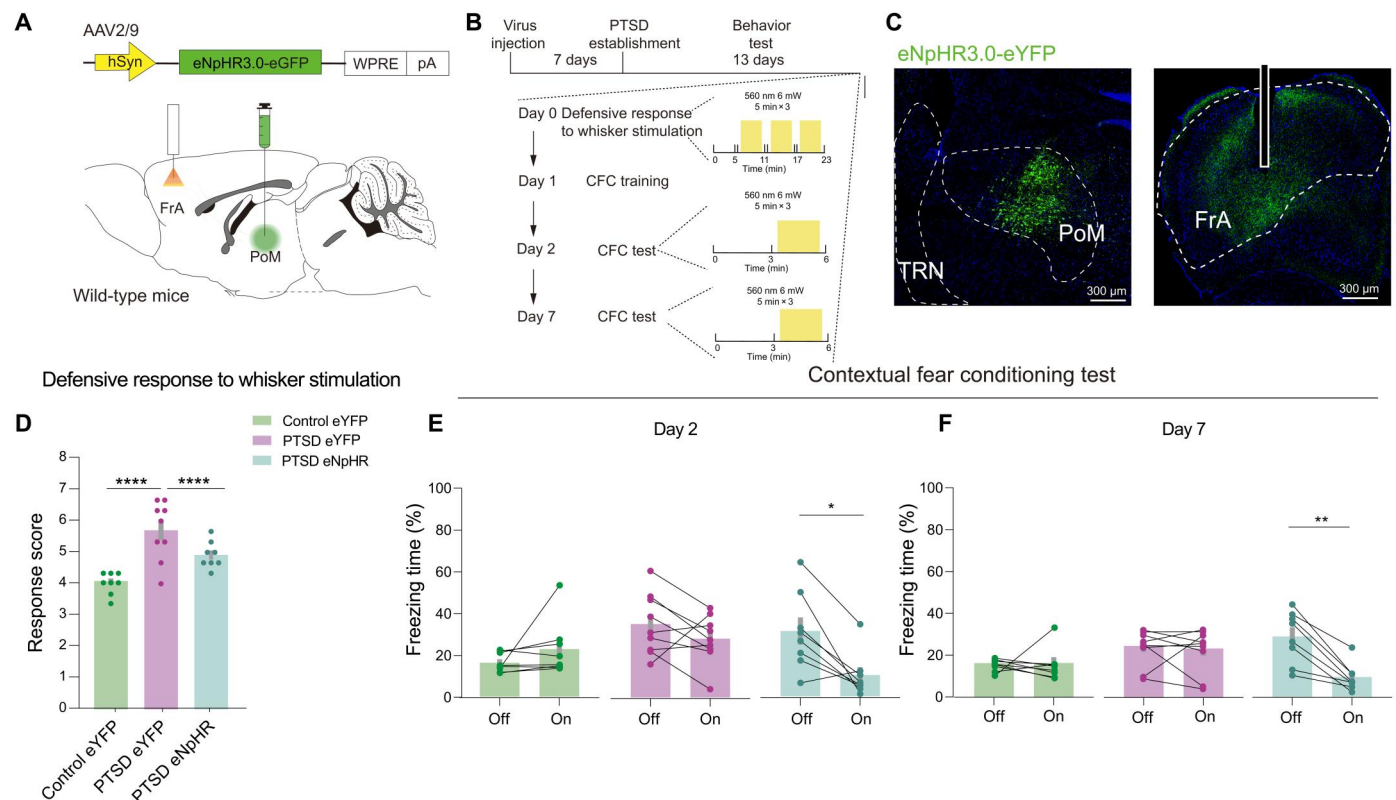 A
AAV2/9
hSyn
eNpHR3.0-eGFP
WPRE
pA
FrA
PoM
Wild-type mice
B
Virus
injection
PTSD
establishment
Behavior
test
7 days
13 days
Day 0
Defensive response
to whisker stimulation
560 nm 6 mW
5 min × 3
0 5 11 17 23
Time (min)
Day 1
CFC training
Day 2
CFC test
560 nm 6 mW
5 min × 3
0 3 6
Time (min)
Day 7
CFC test
560 nm 6 mW
5 min × 3
0 3 6
Time (min)
C
eNpHR3.0-eYFP
TRN
PoM
300 µm
FrA
300 µm
Defensive response to whisker stimulation
Contextual fear conditioning test
D
Control eYFP
PTSD eYFP
PTSD eNpHR
Response score
8
7
6
5
4
3
2
1
0
**** ****
Control eYFP
PTSD eYFP
PTSD eNpHR
E
Day 2
Freezing time (%)
100
80
60
40
20
0
*
Off On Off On Off On
F
Day 7
Freezing time (%)
100
80
60
40
20
0
**
Off On Off On Off On